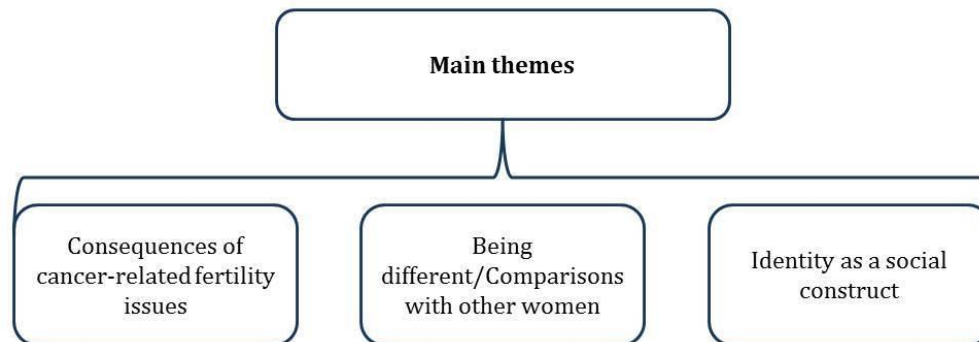 Main themes
Consequences of
cancer-related fertility
issues
Being
different/Comparisons
with other women
Identity as a social
construct